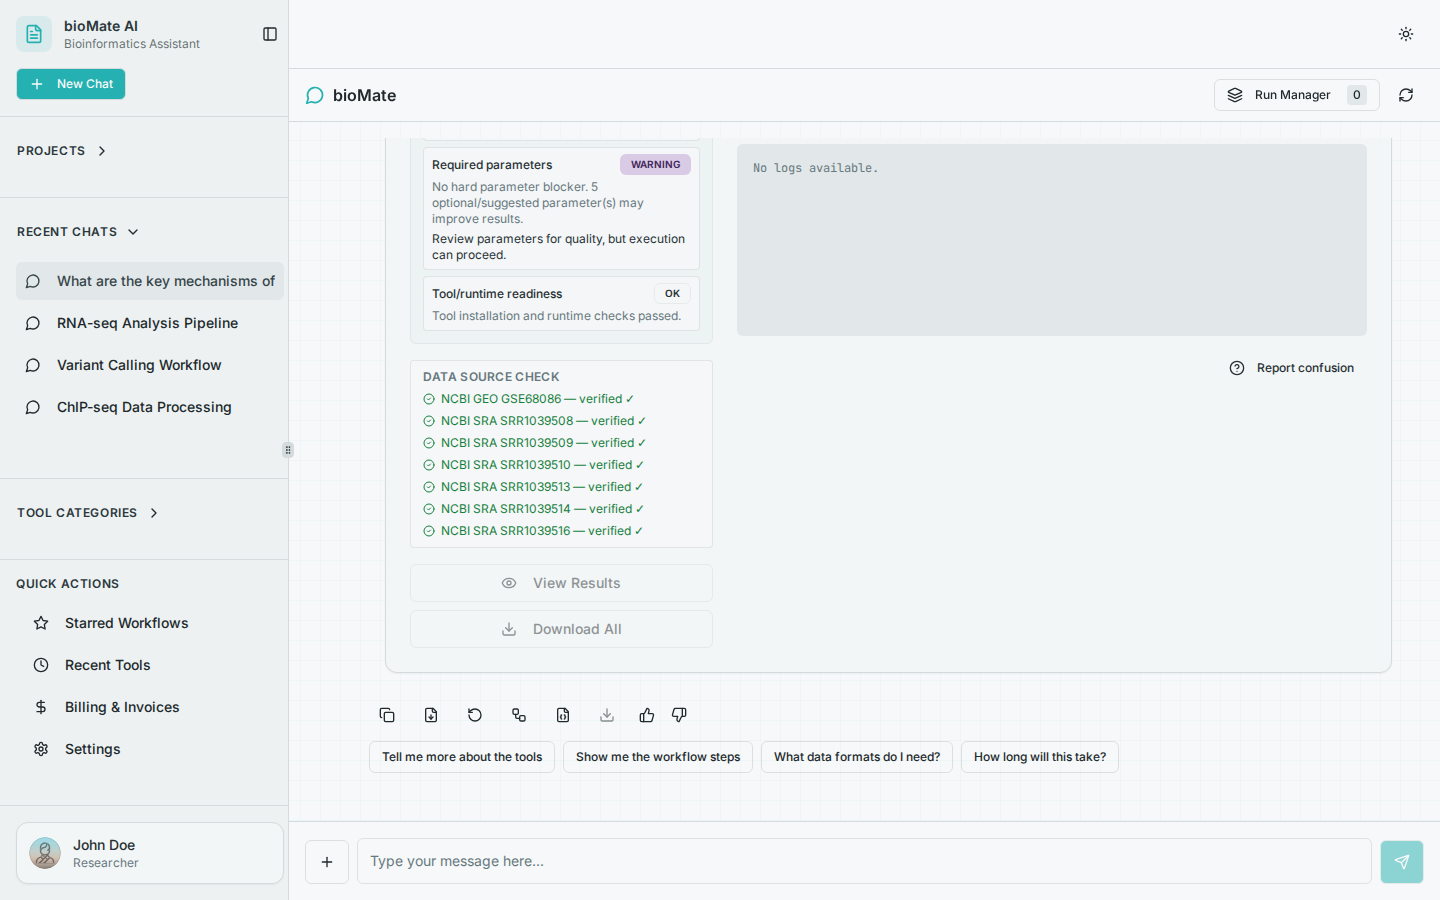 bioMate AI
Bioinformatics Assistant
New Chat
PROJECTS
RECENT CHATS
What are the key mechanisms of
RNA-seq Analysis Pipeline
Variant Calling Workflow
ChIP-seq Data Processing
TOOL CATEGORIES
QUICK ACTIONS
Starred Workflows
Recent Tools
Billing & Invoices
Settings
John Doe
Researcher
bioMate
Run Manager 0
Required parameters WARNING
No hard parameter blocker. 5
optional/suggested parameter(s) may
improve results.
Review parameters for quality, but execution
can proceed.
Tool/runtime readiness OK
Tool installation and runtime checks passed.
DATA SOURCE CHECK
NCBI GEO GSE68086 — verified ✓
NCBI SRA SRR1039508 — verified ✓
NCBI SRA SRR1039509 — verified ✓
NCBI SRA SRR1039510 — verified ✓
NCBI SRA SRR1039513 — verified ✓
NCBI SRA SRR1039514 — verified ✓
NCBI SRA SRR1039516 — verified ✓
View Results
Download All
No logs available.
Report confusion
Tell me more about the tools
Show me the workflow steps
What data formats do I need?
How long will this take?
Type your message here...